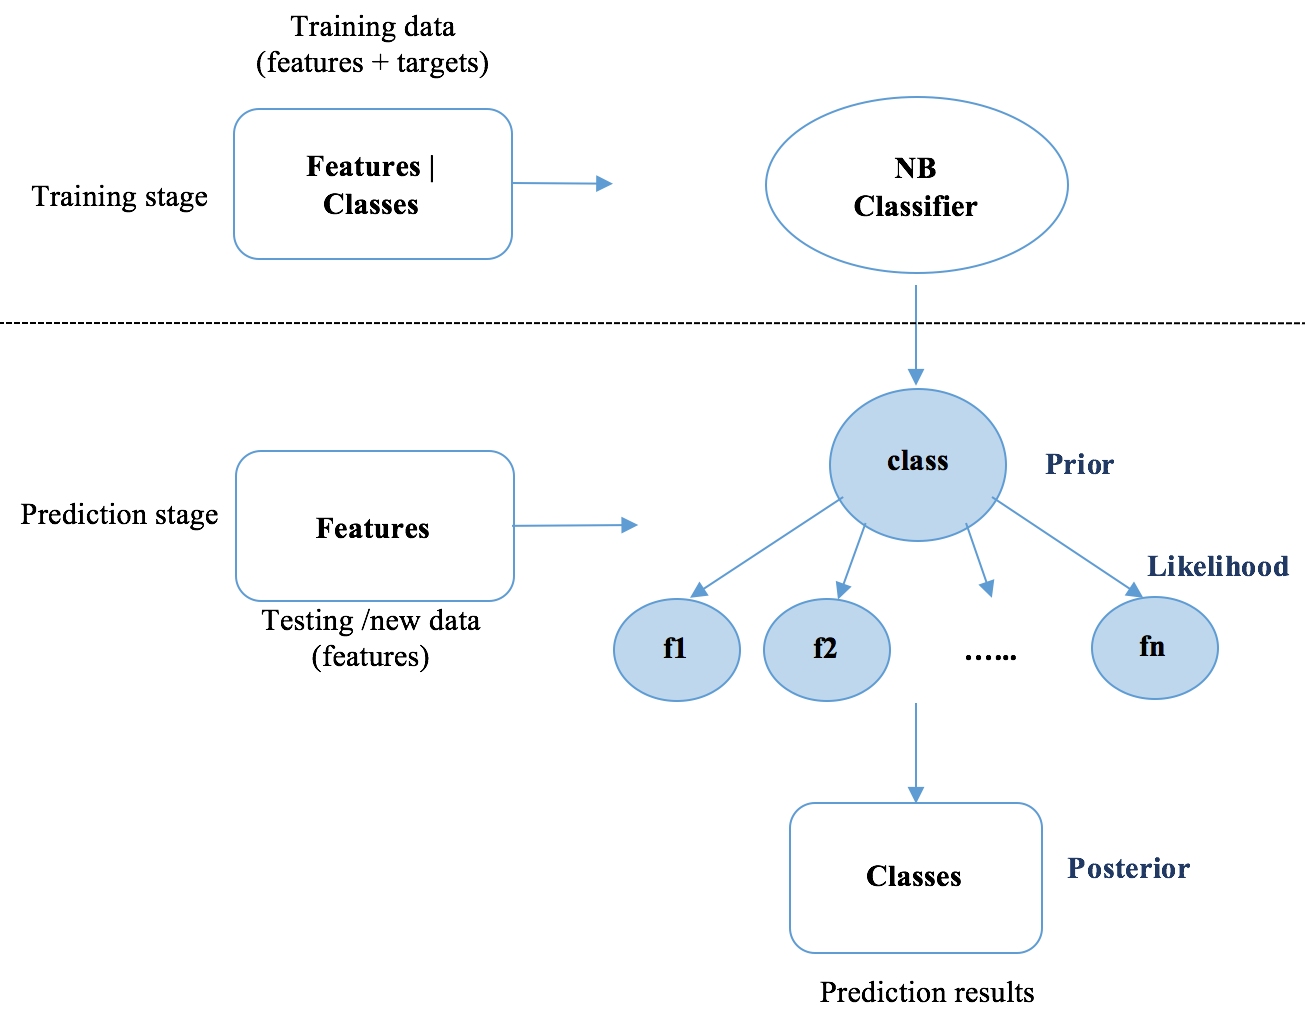 Training data
(features + targets)
Training stage
Features |
Classes
NB
Classifier
Prediction stage
Features
Testing /new data
(features)
class
Prior
Likelihood
f1
f2
......
fn
Classes
Posterior
Prediction results